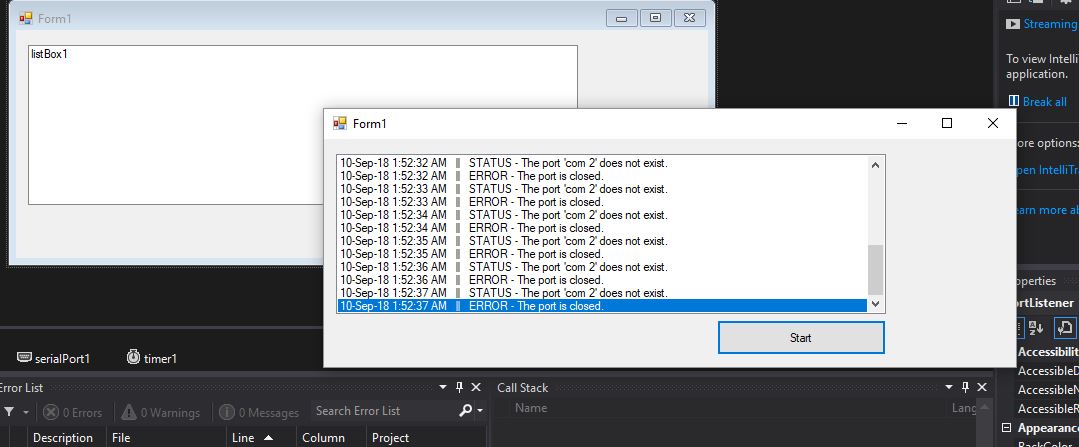 Form1
listBox1
Form1
10-Sep-18 1:52:32 AM || STATUS - The port 'com 2' does not exist.
10-Sep-18 1:52:32 AM || ERROR - The port is closed.
10-Sep-18 1:52:33 AM || STATUS - The port 'com 2' does not exist.
10-Sep-18 1:52:33 AM || ERROR - The port is closed.
10-Sep-18 1:52:34 AM || STATUS - The port 'com 2' does not exist.
10-Sep-18 1:52:34 AM || ERROR - The port is closed.
10-Sep-18 1:52:35 AM || STATUS - The port 'com 2' does not exist.
10-Sep-18 1:52:35 AM || ERROR - The port is closed.
10-Sep-18 1:52:36 AM || STATUS - The port 'com 2' does not exist.
10-Sep-18 1:52:36 AM || ERROR - The port is closed.
10-Sep-18 1:52:37 AM || STATUS - The port 'com 2' does not exist.
10-Sep-18 1:52:37 AM || ERROR - The port is closed.
Start
serialPort1 timer1
Error List
0 Errors 0 Warnings 0 Messages Search Error List
Description File Line Column Project
Call Stack
Name Lang
Streaming
To view Intelli
application.
Break all
ore options:
pen IntelliTra
earn more ab
operties
ortListener
Accessibilit
AccessibleD
AccessibleN
AccessibleR
Appearance
BackColor